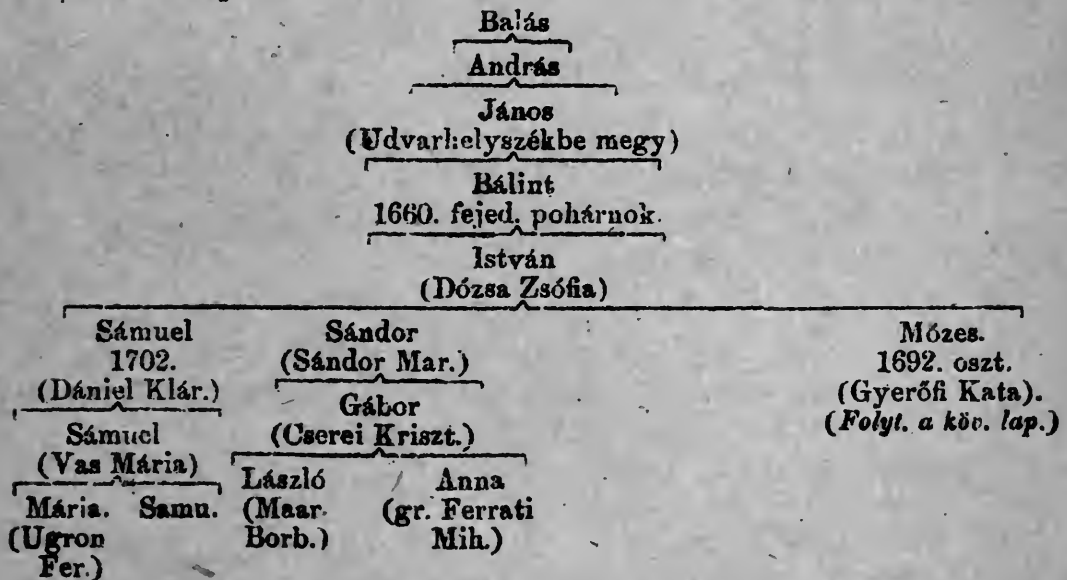 Balás
András
János
(Udvarhelyszékbe megy)
Bálint
1660. fejed. pohárnok.
István
(Dózsa Zsófia)
Sámuel Sándor Mózes.
1702. (Sándor Mar.) 1692. oszt.
(Dániel Klár.) Gábor (Gyerőfi Kata).
Sámuel (Cserei Kriszt.) (Folyt. a köv. lap.)
(Vas Mária) László Anna
Mária. Samu. (Maar. (gr. Ferrati
(Ugron Borb.) Mih.)
Fer.)